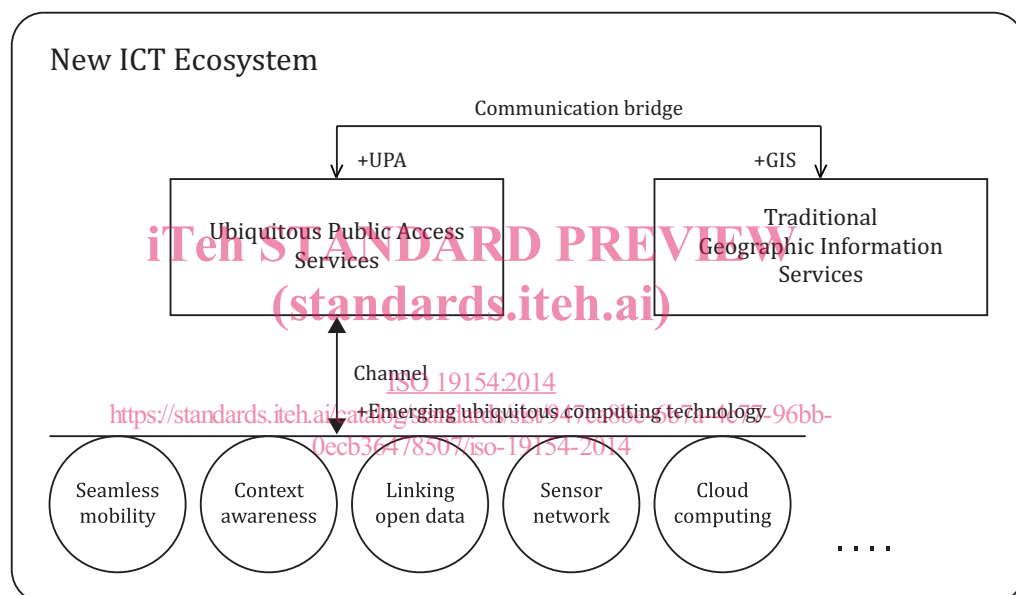 New ICT Ecosystem
Communication bridge
+UPA
+GIS
Ubiquitous Public Access
Services
Traditional
Geographic Information
Services
iTeh STANDARD PREVIEW
(standards.iteh.ai)
Channel
ISO 19154:2014
+Emerging ubiquitous computing technology
https://standards.iteh.ai/catalog/standards/sist/
96bb-
0ecb36478507/iso-19154-2014
Seamless
mobility
Context
awareness
Linking
open data
Sensor
network
Cloud
computing
....